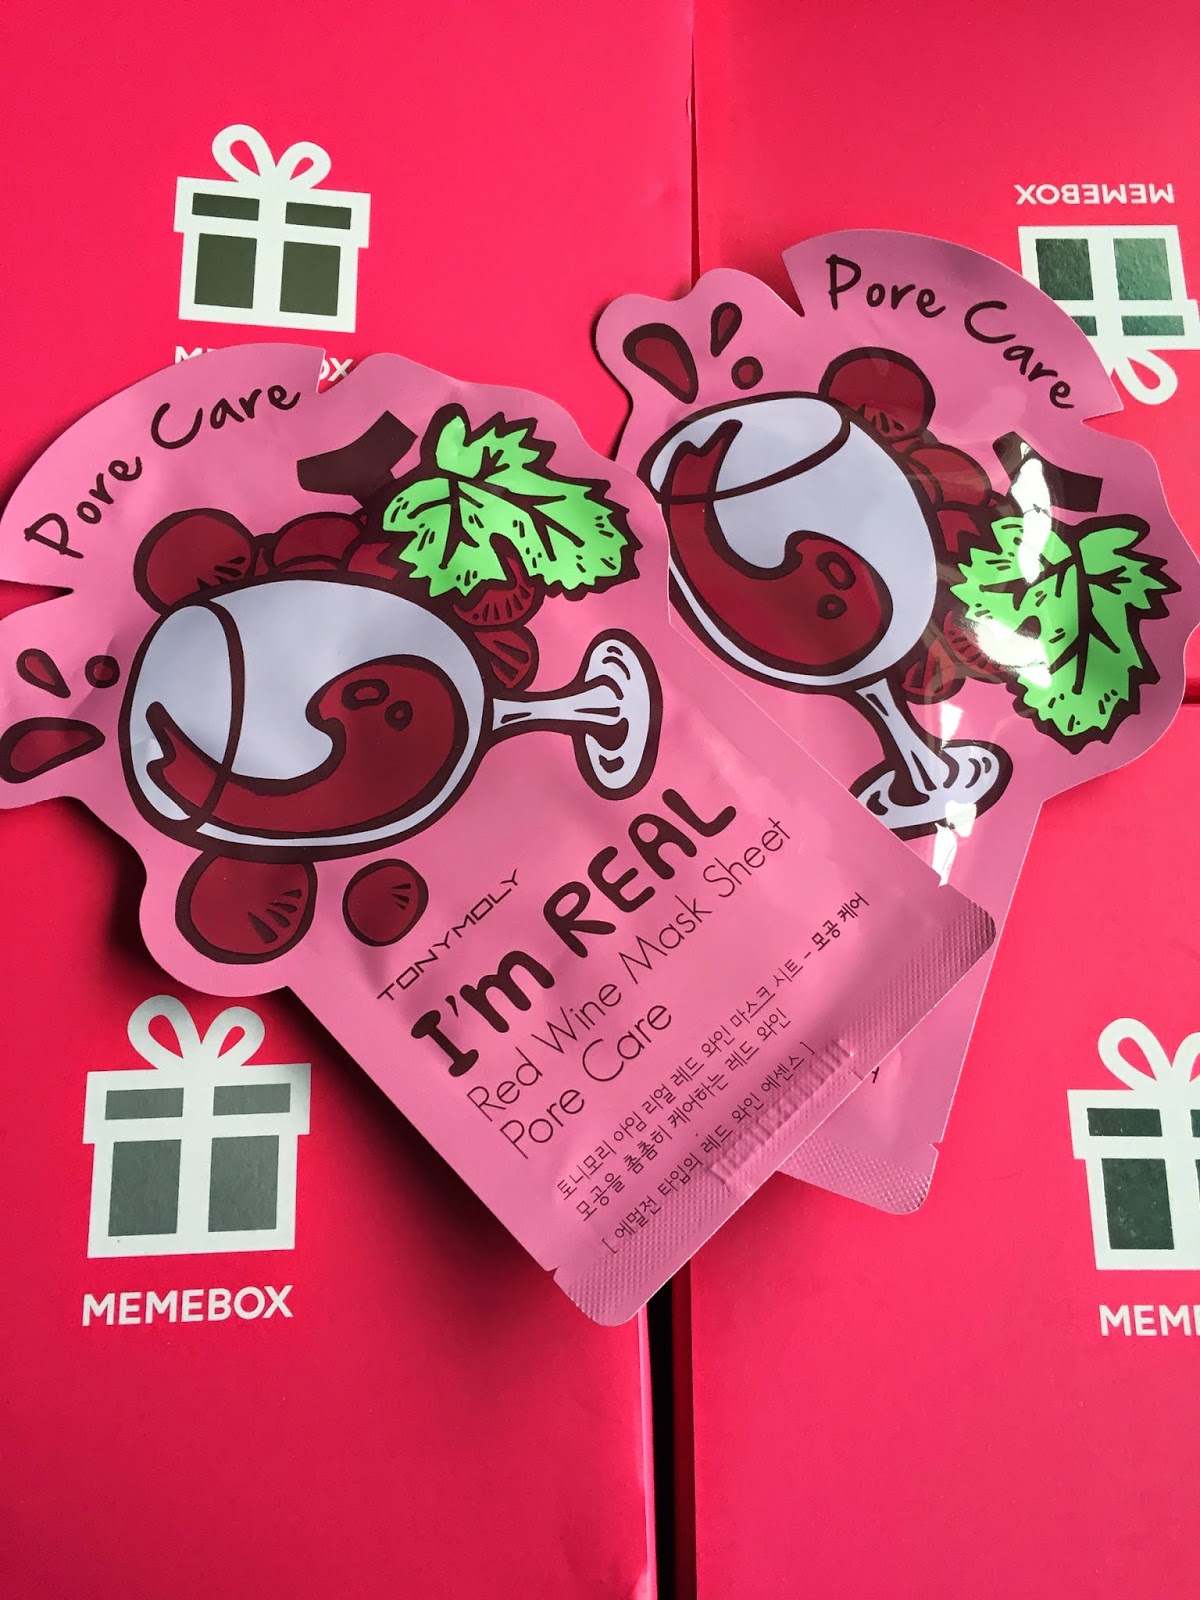 MEMEBOX
Pore Care
Pore Care
TONYMOLY
I'm REAL
Red Wine Mask Sheet
Pore Care
토니모리 아임 리얼 레드 와인 마스크 시트 - 모공 케어
모공을 촘촘히 케어하는 레드 와인
[ 에멀전 타입의 레드 와인 에센스 ]
MEMEBOX